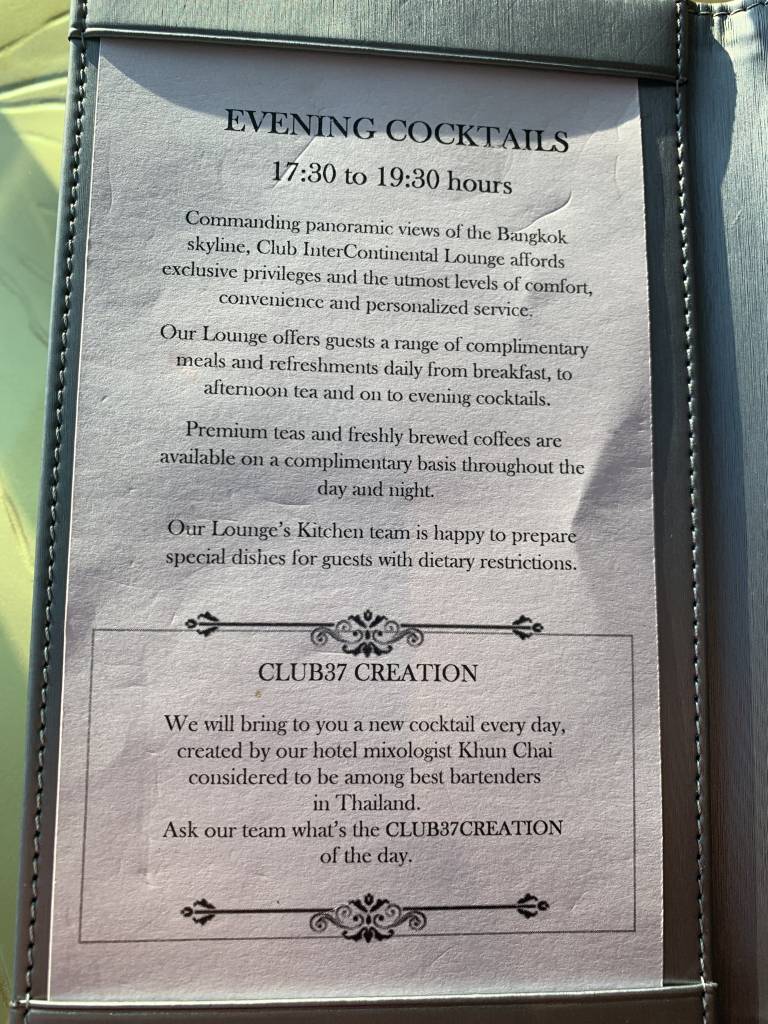 EVENING COCKTAILS
17:30 to 19:30 hours
Commanding panoramic views of the Bangkok
skyline, Club InterContinental Lounge affords
exclusive privileges and the utmost levels of comfort,
convenience and personalized service.
Our Lounge offers guests a range of complimentary
meals and refreshments daily from breakfast, to
afternoon tea and on to evening cocktails.
Premium teas and freshly brewed coffees are
available on a complimentary basis throughout the
day and night.
Our Lounge's Kitchen team is happy to prepare
special dishes for guests with dietary restrictions.
CLUB37 CREATION
We will bring to you a new cocktail every day,
created by our hotel mixologist Khun Chai
considered to be among best bartenders
in Thailand.
Ask our team what's the CLUB37CREATION
of the day.